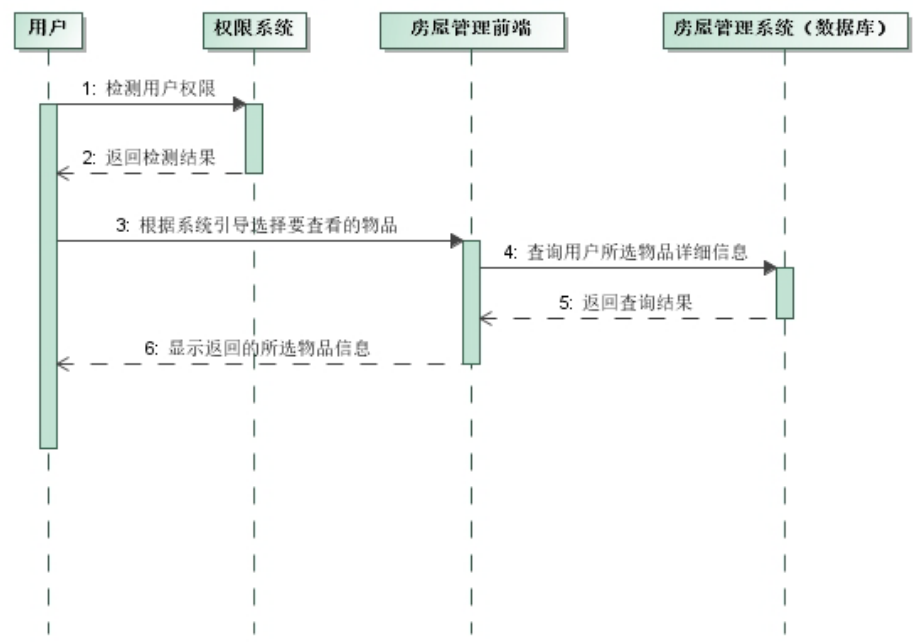 用户
权限系统
房屋管理前端
房屋管理系统（数据库）
1: 检测用户权限
2: 返回检测结果
3: 根据系统引导选择要查看的物品
4: 查询用户所选物品详细信息
5: 返回查询结果
6: 显示返回的所选物品信息